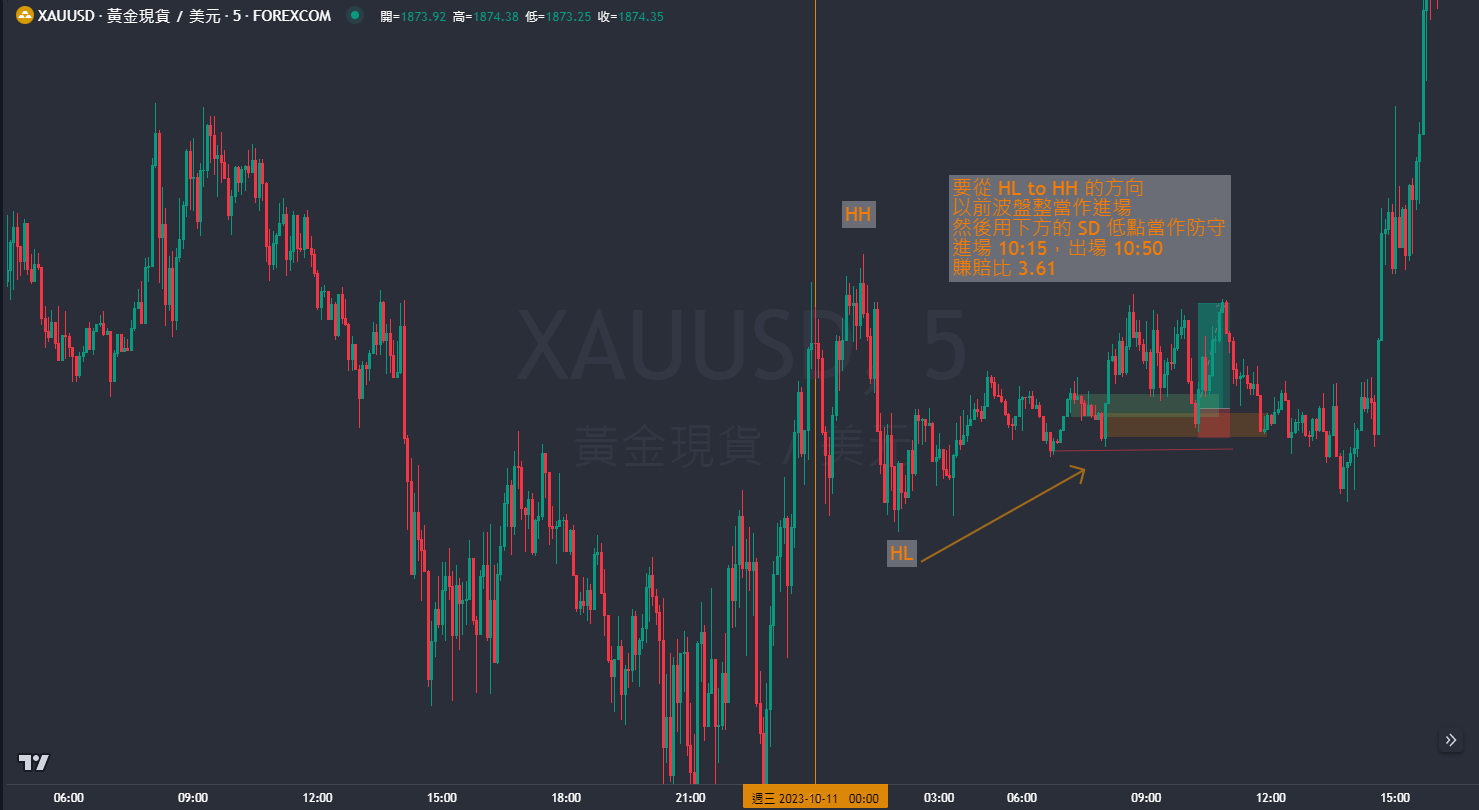 XAUUSD · 黃金現貨 / 美元 · 5 · FOREXCOM 開=1873.92 高=1874.38 低=1873.25 收=1874.35
HH
要從 HL to HH 的方向
以前波盤整當作進場
然後用下方的 SD 低點當作防守
進場 10:15，出場 10:50
賺賠比 3.61
XAUUSD, 5
黃金現貨 / 美元
HL
06:00 09:00 12:00 15:00 18:00 21:00 週三 2023-10-11 00:00 03:00 06:00 09:00 12:00 15:00